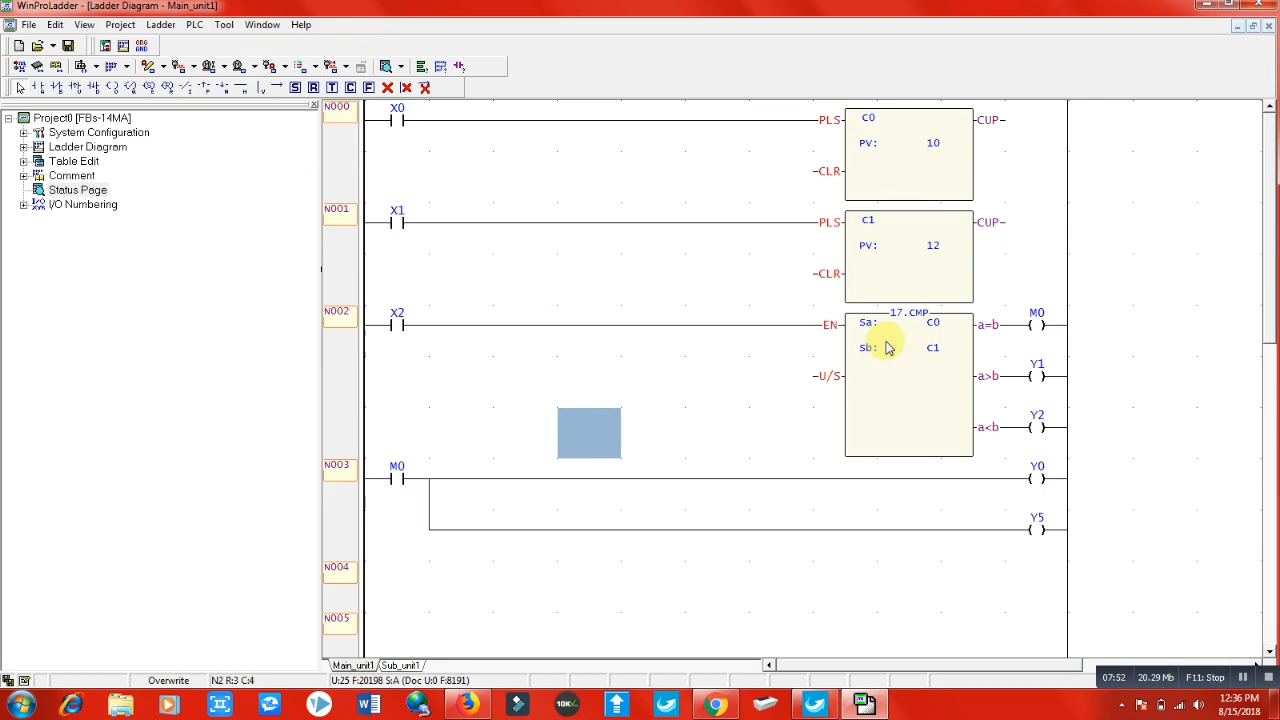 WinProLadder - [Ladder Diagram - Main_unit1]
File Edit View Project Ladder PLC Tool Window Help
S R T C F
Project0 [FBs-14MA]
System Configuration
Ladder Diagram
Table Edit
Comment
Status Page
I/O Numbering
N000
X0
PLS
C0
PV: 10
CLR
CUP
N001
X1
PLS
C1
PV: 12
CLR
CUP
N002
X2
EN
17.CMP
Sa: C0
Sb: C1
U/S
a=b
M0
a>b
Y1
a<b
Y2
N003
M0
Y0
Y5
N004
N005
Main_unit1 Sub_unit1
Overwrite N2 R:3 C:4 U:25 F:20198 S:A (Doc U:0 F:8191)
07:52 20.29 Mb F11: Stop
10K
12:36 PM
8/15/2018